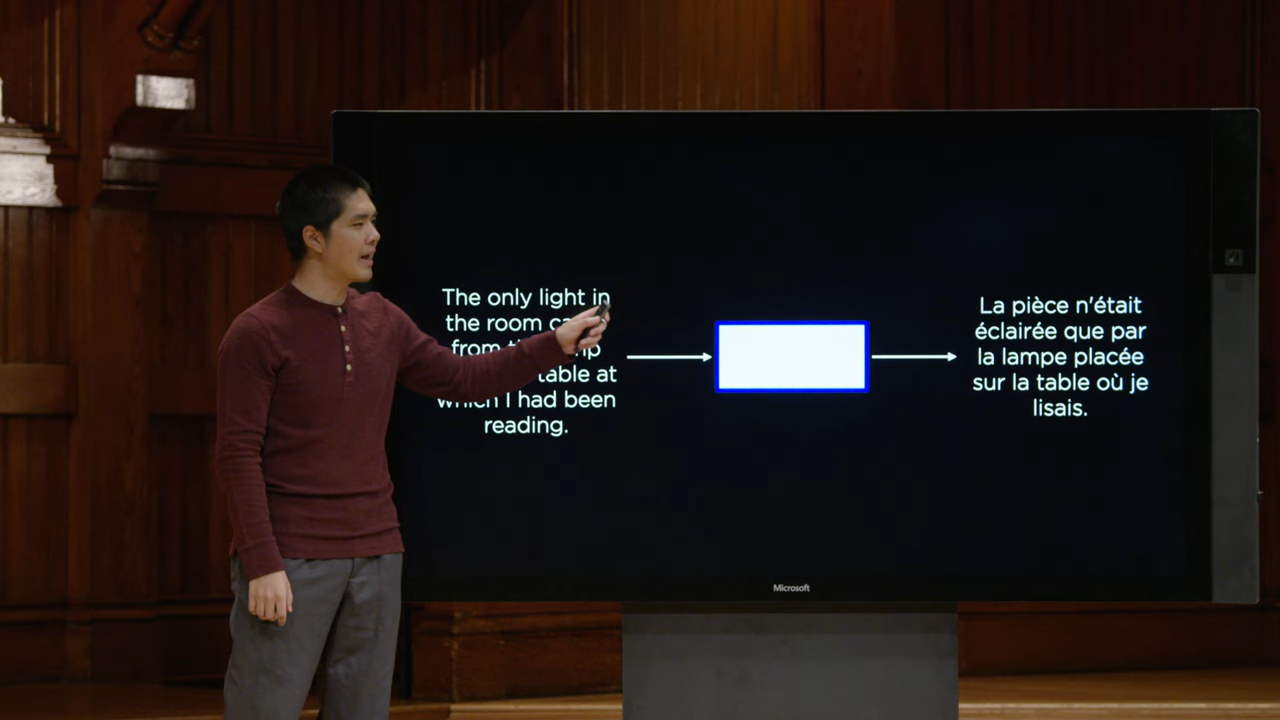 The only light in
the room
from
table at
which I had been
reading.
La pièce n'était
éclairée que par
la lampe placée
sur la table où je
lisais.
Microsoft